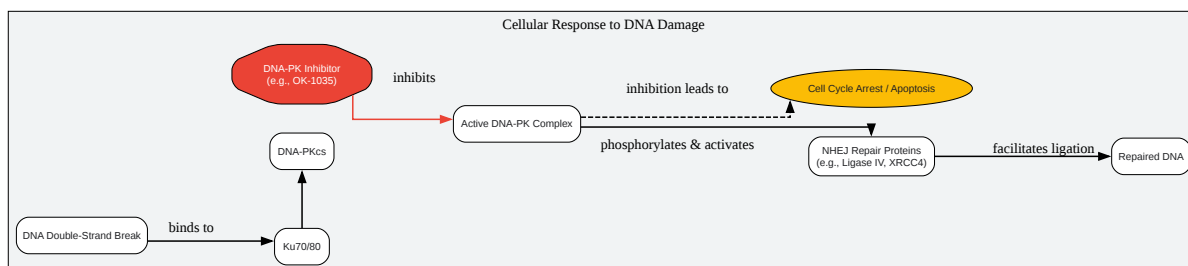 Cellular Response to DNA Damage
DNA-PK Inhibitor
(e.g., OK-1035)
inhibits
inhibition leads to
Cell Cycle Arrest / Apoptosis
Active DNA-PK Complex
phosphorylates & activates
DNA-PKcs
NHEJ Repair Proteins
(e.g., Ligase IV, XRCC4)
facilitates ligation
Repaired DNA
DNA Double-Strand Break
binds to
Ku70/80